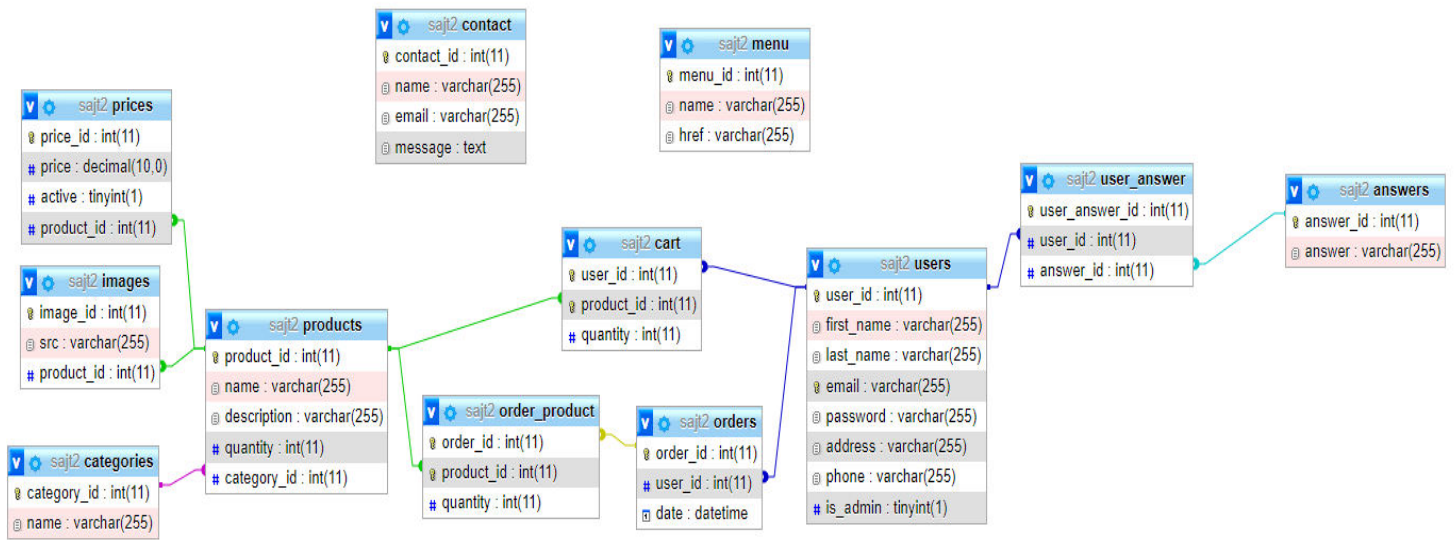 sajt2 contact
contact_id : int(11)
name : varchar(255)
email : varchar(255)
message : text
sajt2 menu
menu_id : int(11)
name : varchar(255)
href : varchar(255)
sajt2 prices
price_id : int(11)
# price : decimal(10,0)
# active : tinyint(1)
# product_id : int(11)
sajt2 images
image_id : int(11)
src : varchar(255)
# product_id : int(11)
sajt2 categories
category_id : int(11)
name : varchar(255)
sajt2 products
product_id : int(11)
name : varchar(255)
description : varchar(255)
# quantity : int(11)
# category_id : int(11)
sajt2 cart
user_id : int(11)
product_id : int(11)
# quantity : int(11)
sajt2 order_product
order_id : int(11)
product_id : int(11)
# quantity : int(11)
sajt2 orders
order_id : int(11)
# user_id : int(11)
date : datetime
sajt2 users
user_id : int(11)
first_name : varchar(255)
last_name : varchar(255)
email : varchar(255)
password : varchar(255)
address : varchar(255)
phone : varchar(255)
# is_admin : tinyint(1)
sajt2 user_answer
user_answer_id : int(11)
# user_id : int(11)
# answer_id : int(11)
sajt2 answers
answer_id : int(11)
answer : varchar(255)